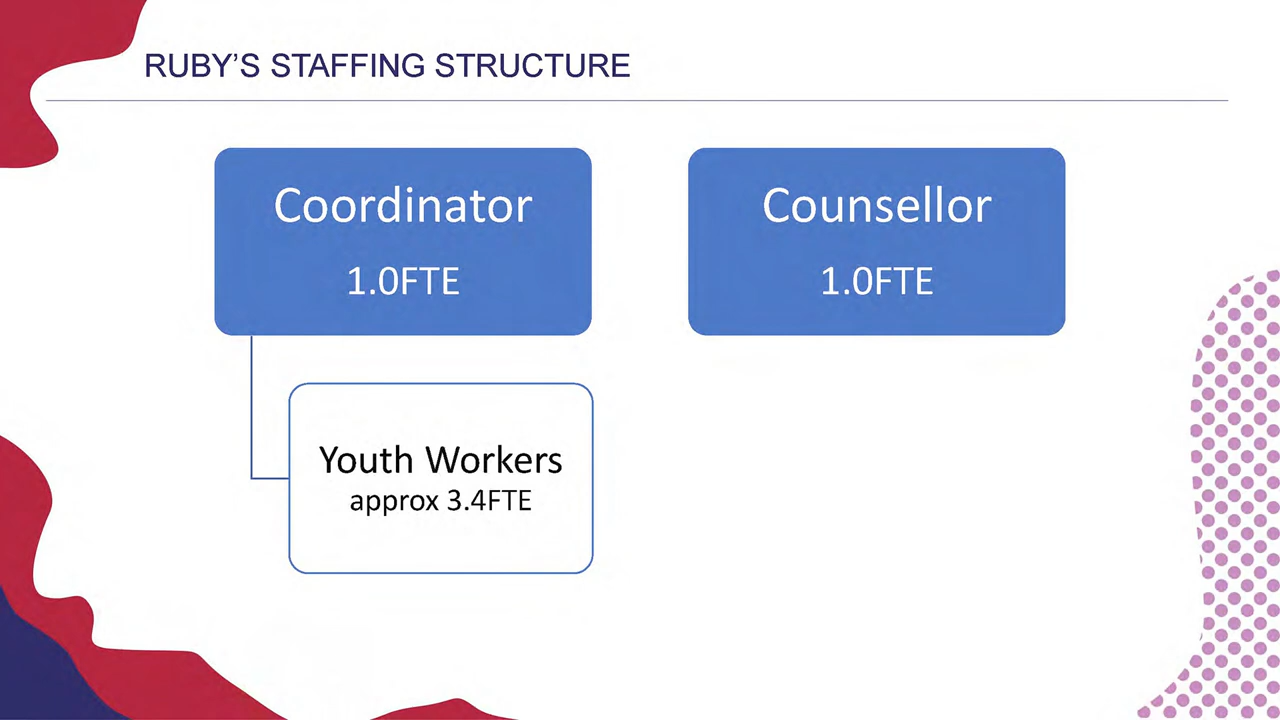 RUBY’S STAFFING STRUCTURE
Coordinator
1.0FTE
Counsellor
1.0FTE
Youth Workers
approx 3.4FTE